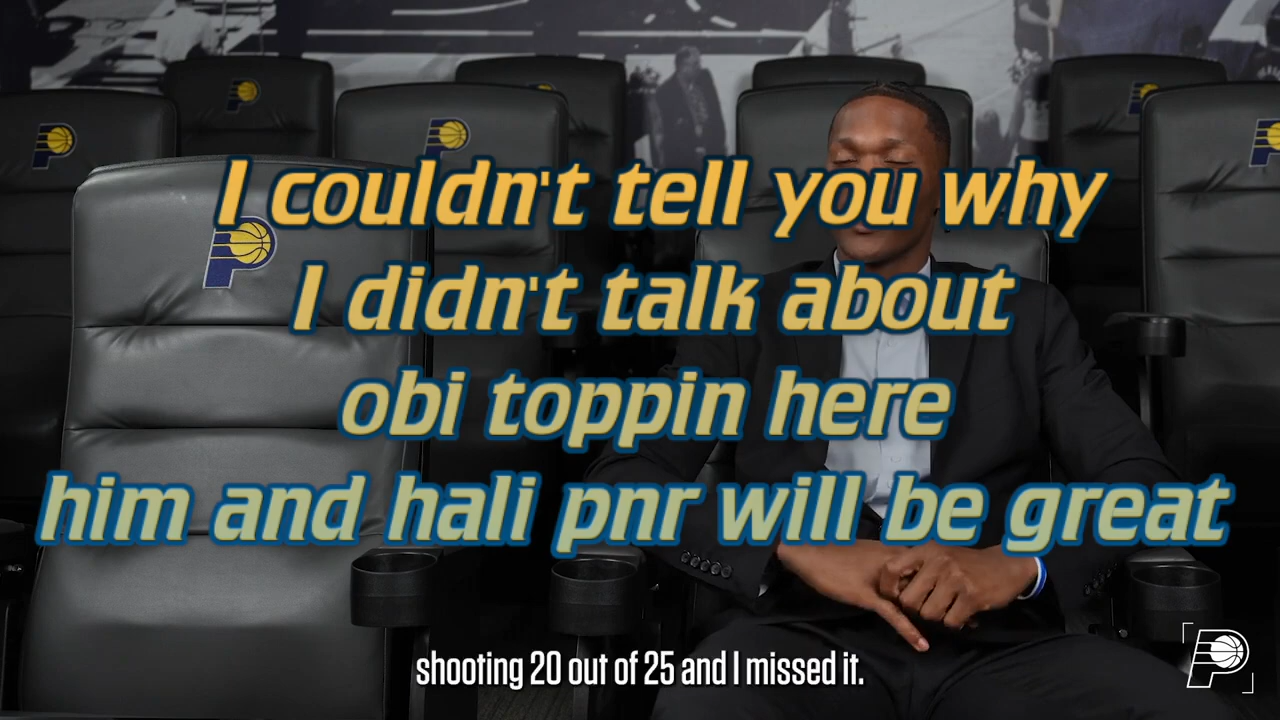 I couldn't tell you why
I didn't talk about
obi toppin here
him and hali pnr will be great
shooting 20 out of 25 and I missed it.